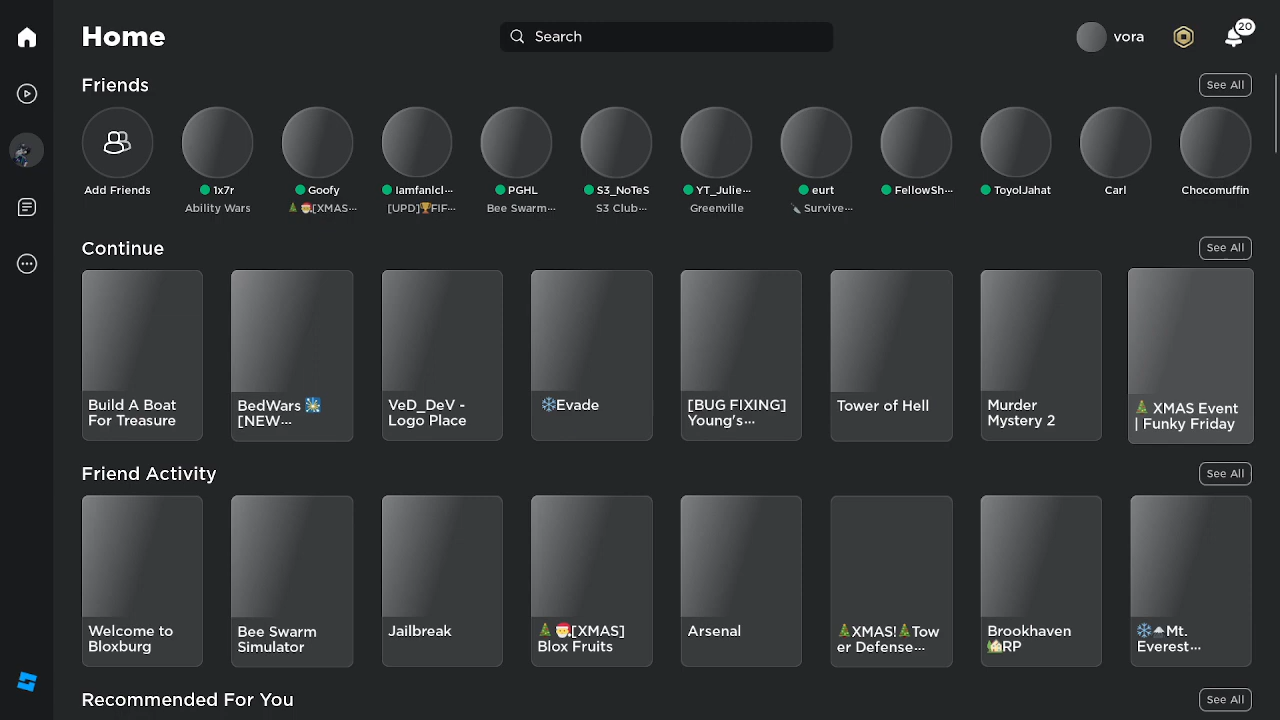 Home
Search
vora
20
Friends
See All
Add Friends
1x7r
Ability Wars
Goofy
🎄🎅[XMAS···
Iamfanlcl···
[UPD]🏆FIF···
PGHL
Bee Swarm···
S3_NoTeS
S3 Club···
YT_Julie···
Greenville
eurt
🔪 Survive···
FellowSh···
ToyolJahat
Carl
Chocomuffin
Continue
See All
Build A Boat
For Treasure
BedWars 🎇
[NEW···
VeD_DeV -
Logo Place
❄️Evade
[BUG FIXING]
Young's···
Tower of Hell
Murder
Mystery 2
🎄 XMAS Event
| Funky Friday
Friend Activity
See All
Welcome to
Bloxburg
Bee Swarm
Simulator
Jailbreak
🎄🎅[XMAS]
Blox Fruits
Arsenal
🎄XMAS!🎄Tow
er Defense···
Brookhaven
🏡RP
❄️🌨️Mt.
Everest···
Recommended For You
See All